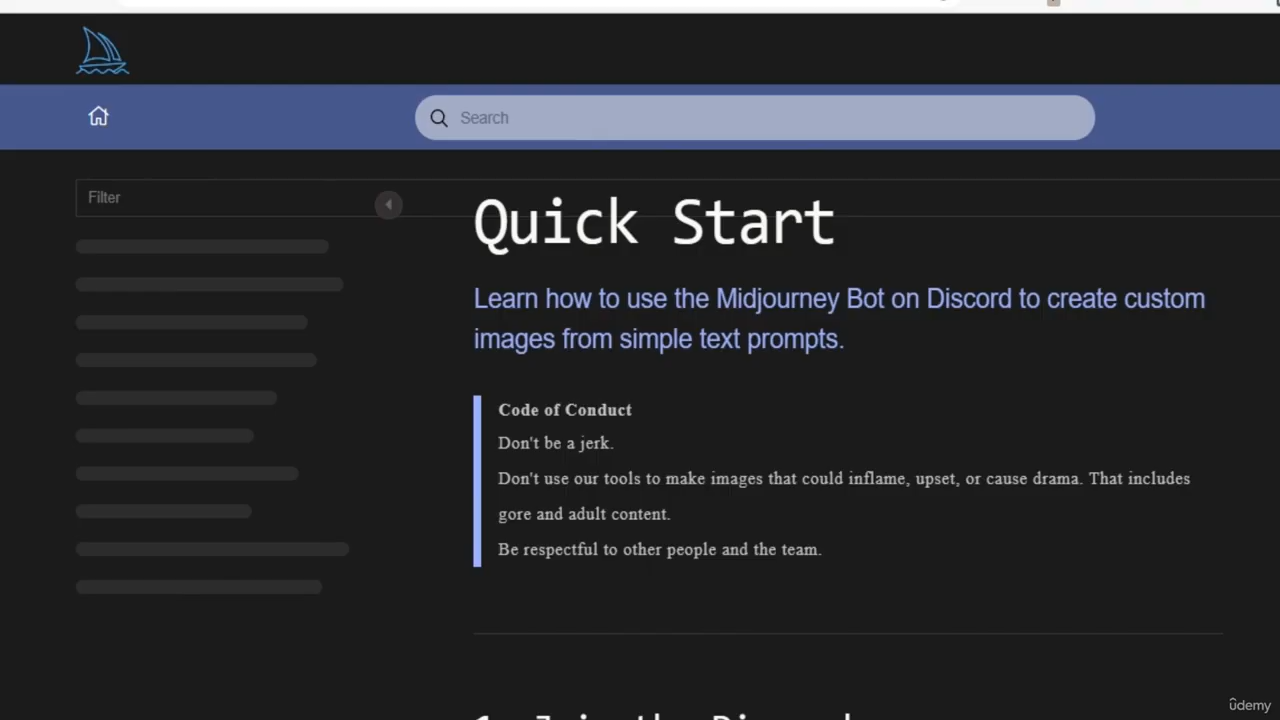 Search
Filter
Quick Start
Learn how to use the Midjourney Bot on Discord to create custom
images from simple text prompts.
Code of Conduct
Don't be a jerk.
Don't use our tools to make images that could inflame, upset, or cause drama. That includes
gore and adult content.
Be respectful to other people and the team.
ûdemy